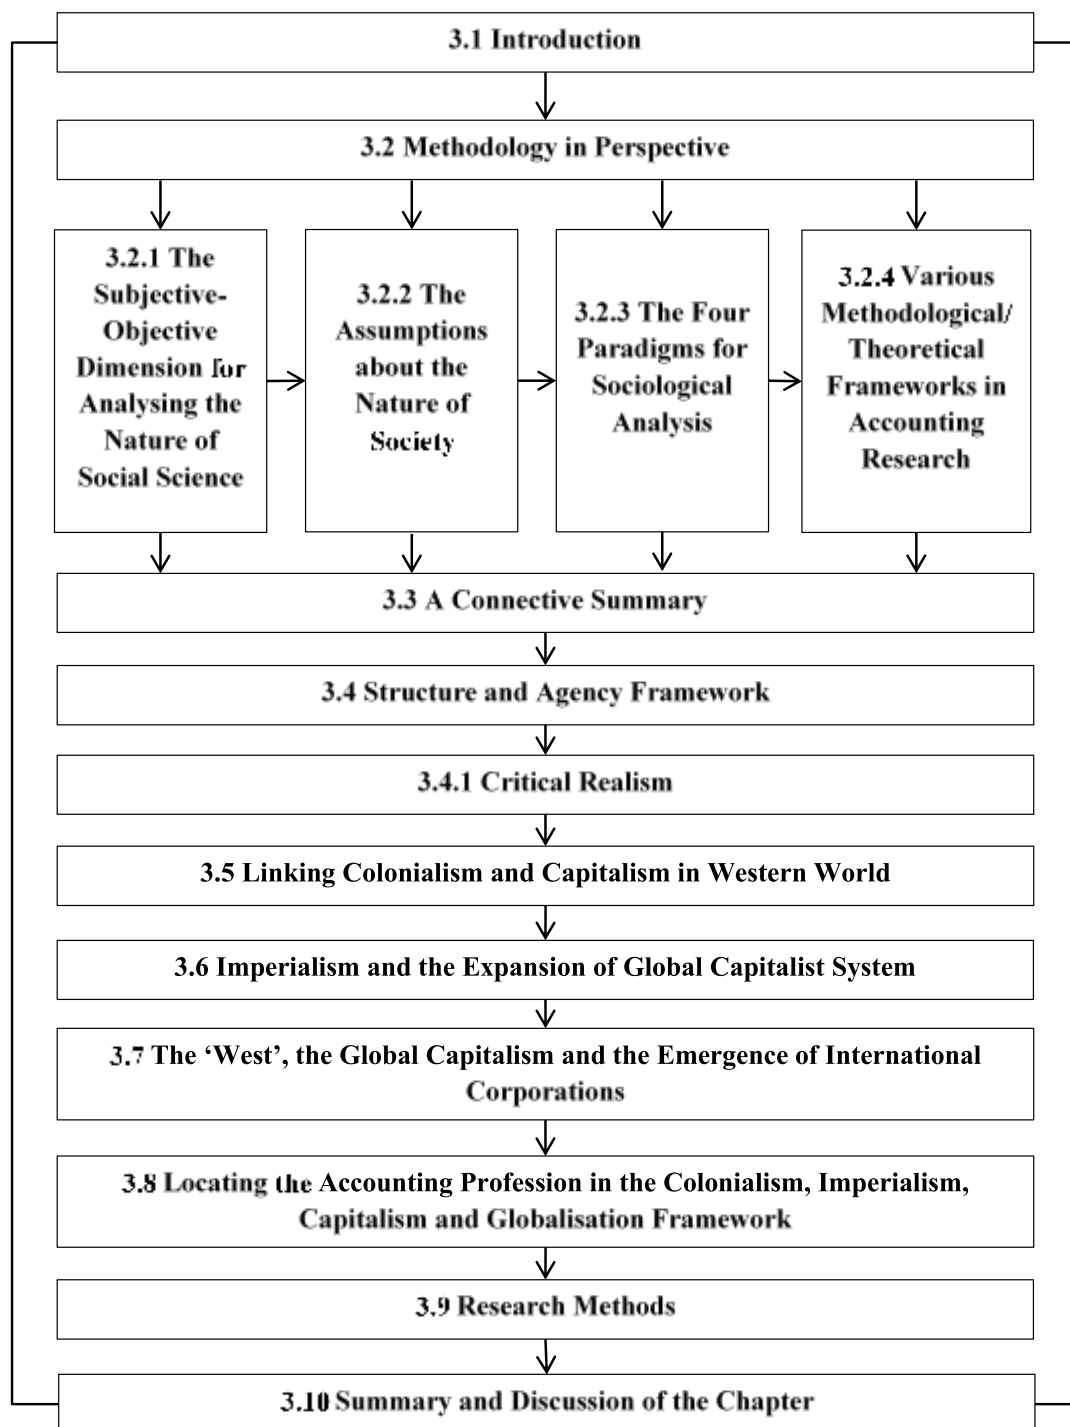 3.1 Introduction
3.2 Methodology in Perspective
3.2.1 The
Subjective-
Objective
Dimension for
Analysing the
Nature of
Social Science
3.2.2 The
Assumptions
about the
Nature of
Society
3.2.3 The Four
Paradigms for
Sociological
Analysis
3.2.4 Various
Methodological/
Theoretical
Frameworks in
Accounting
Research
3.3 A Connective Summary
3.4 Structure and Agency Framework
3.4.1 Critical Realism
3.5 Linking Colonialism and Capitalism in Western World
3.6 Imperialism and the Expansion of Global Capitalist System
3.7 The ‘West’, the Global Capitalism and the Emergence of International
Corporations
3.8 Locating the Accounting Profession in the Colonialism, Imperialism,
Capitalism and Globalisation Framework
3.9 Research Methods
3.10 Summary and Discussion of the Chapter